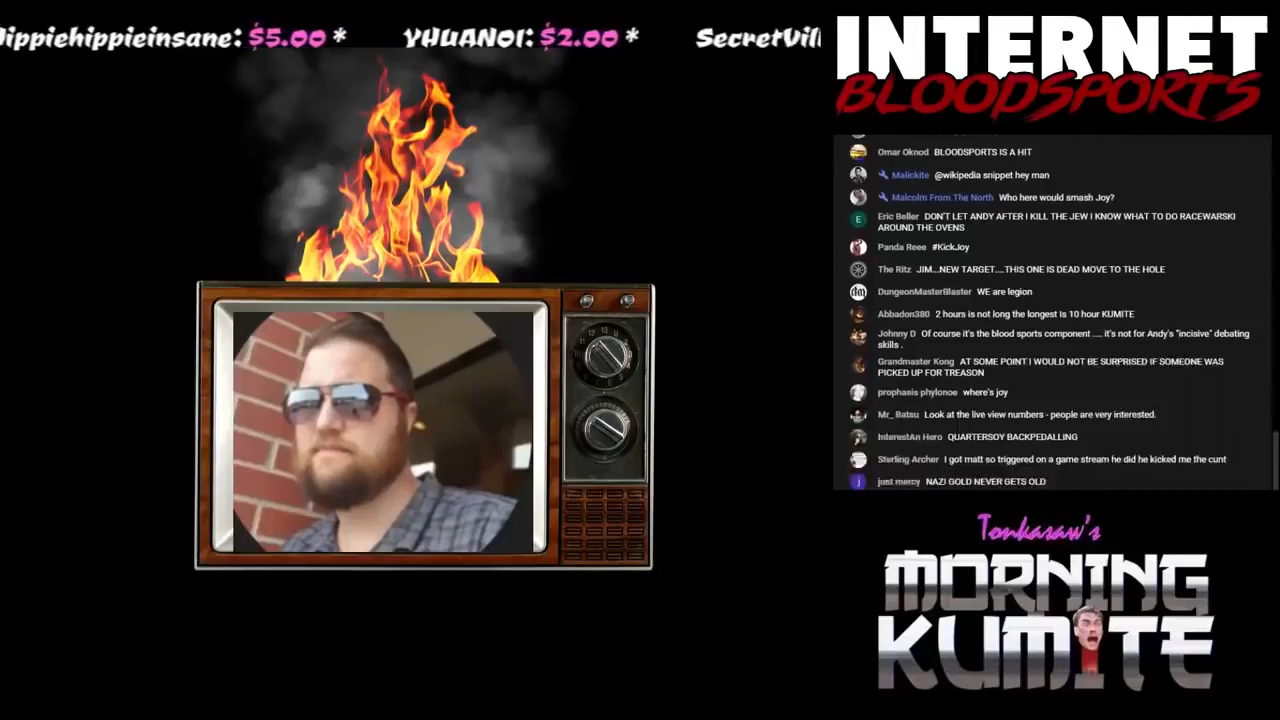 Jippiehippieinsane: $5.00 * YHUANOI: $2.00 * SecretVill
INTERNET
BLOODSPORTS
Omar Oknod BLOODSPORTS IS A HIT
Malickite @wikipedia snippet hey man
Malcolm From The North Who here would smash Joy?
E Eric Beller DON'T LET ANDY AFTER I KILL THE JEW I KNOW WHAT TO DO RACEWARSKI
AROUND THE OVENS
Panda Reee #KickJoy
The Ritz JIM...NEW TARGET....THIS ONE IS DEAD MOVE TO THE HOLE
DungeonMasterBlaster WE are legion
Abbadon380 2 hours is not long the longest is 10 hour KUMITE
Johnny D Of course it's the blood sports component .... it's not for Andy's "incisive" debating
skills .
Grandmaster Kong AT SOME POINT I WOULD NOT BE SURPRISED IF SOMEONE WAS
PICKED UP FOR TREASON
prophasis phylonoe where's joy
Mr_ Batsu Look at the live view numbers - people are very interested.
InterestAn Hero QUARTERSOY BACKPEDALLING
Sterling Archer I got matt so triggered on a game stream he did he kicked me the cunt
j just mercy NAZI GOLD NEVER GETS OLD
Tonkasaw's
MORNING
KUMITE